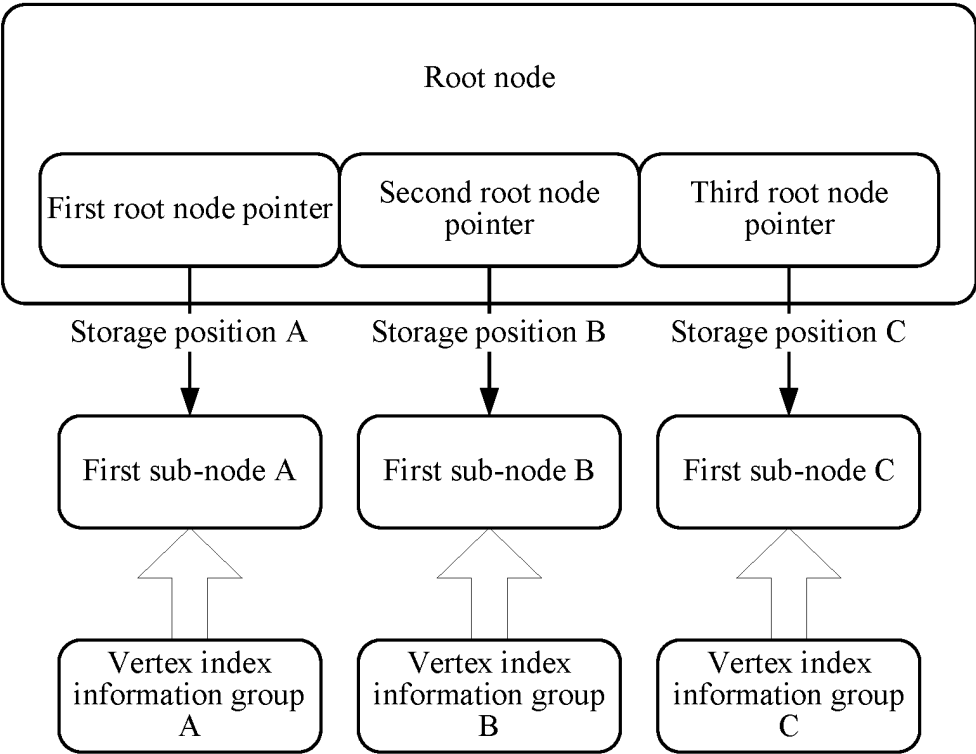 Root node
First root node pointer
Second root node
pointer
Third root node
pointer
Storage position A
Storage position B
Storage position C
First sub-node A
First sub-node B
First sub-node C
Vertex index
information group
A
Vertex index
information group
B
Vertex index
information group
C